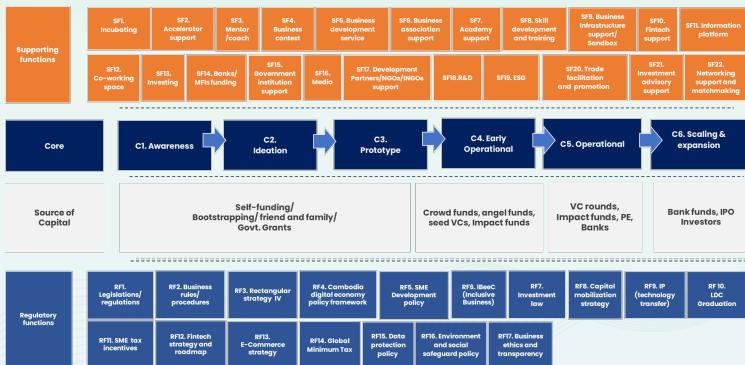 Supporting
functions
SF1.
Incubating
SF2.
Accelerator
support
SF3.
Mentor
/coach
SF4.
Business
contest
SF5. Business
development
service
SF6. Business
association
support
SF7.
Academy
support
SF8. Skill
development
and training
SF9. Business
Infrastructure
support/
Sandbox
SF10.
Fintech
support
SF11. Information
platform
SF12.
Co-working
space
SF13.
Investing
SF14. Banks/
MFIs funding
SF15.
Government
institution
support
SF16.
Media
SF17. Development
Partners/NGOs/INGOs
support
SF18.R&D
SF19. ESG
SF20. Trade
facilitation
and promotion
SF21.
Investment
advisory
support
SF22.
Networking
support and
matchmaking
Core
C1. Awareness
C2.
Ideation
C3.
Prototype
C4. Early
Operational
C5. Operational
C6. Scaling &
expansion
Source of
Capital
Self-funding/
Bootstrapping/ friend and family/
Govt. Grants
Crowd funds, angel funds,
seed VCs, Impact funds
VC rounds,
Impact funds, PE,
Banks
Bank funds, IPO
Investors
Regulatory
functions
RF1.
Legislations/
regulations
RF2. Business
rules/
procedures
RF3. Rectangular
strategy IV
RF4. Cambodia
digital economy
policy framework
RF5. SME
Development
policy
RF6. IBeeC
(Inclusive
Business)
RF7.
Investment
law
RF8. Capital
mobilization
strategy
RF9. IP
(technology
transfer)
RF 10.
LDC
Graduation
RF11. SME tax
incentives
RF12. Fintech
strategy and
roadmap
RF13.
E-Commerce
strategy
RF14. Global
Minimum Tax
RF15. Data
protection
policy
RF16. Environment
and social
safeguard policy
RF17. Business
ethics and
transparency